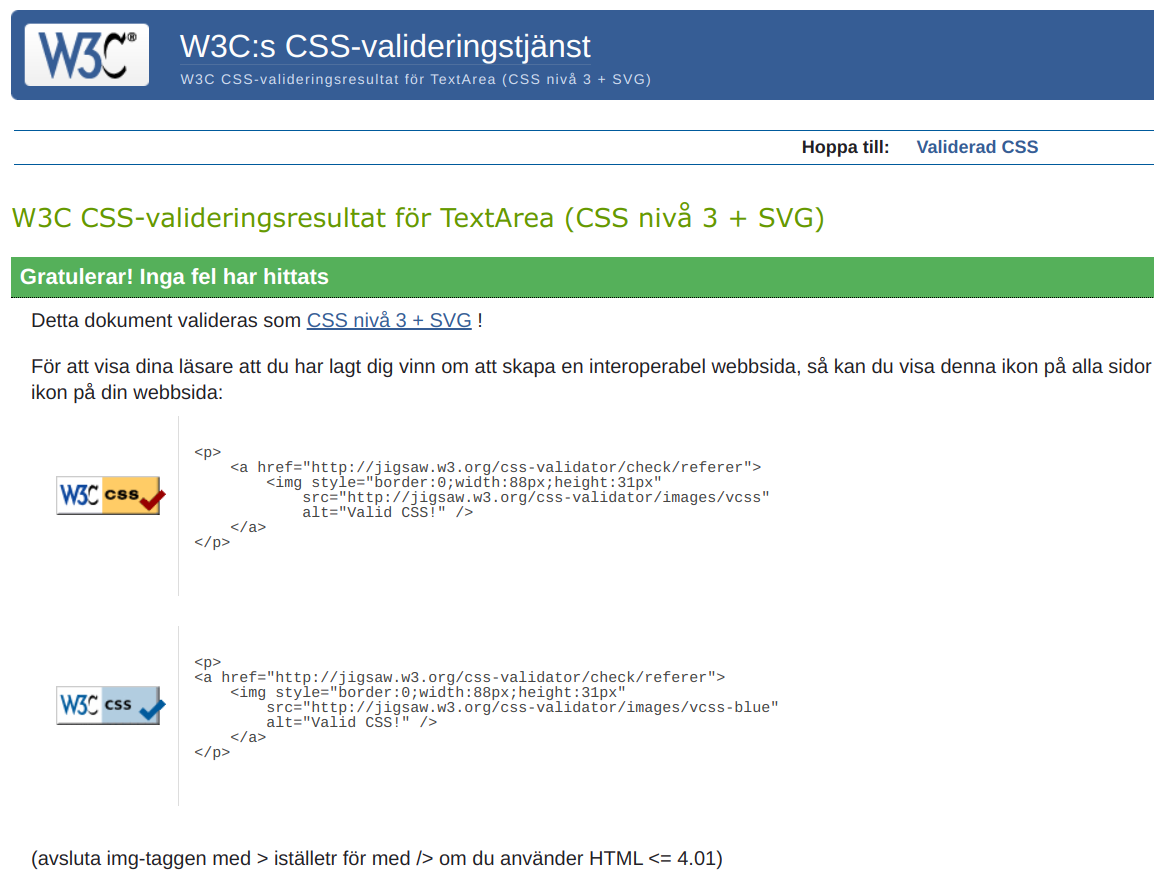 W3C®
W3C:s CSS-valideringstjänst
W3C CSS-valideringsresultat för TextArea (CSS nivå 3 + SVG)
Hoppa till: Validerad CSS
W3C CSS-valideringsresultat för TextArea (CSS nivå 3 + SVG)
Gratulerar! Inga fel har hittats
Detta dokument valideras som CSS nivå 3 + SVG !
För att visa dina läsare att du har lagt dig vinn om att skapa en interoperabel webbsida, så kan du visa denna ikon på alla sidor
ikon på din webbsida:
W3C css
<p>
<a href="http://jigsaw.w3.org/css-validator/check/referer">
<img style="border:0;width:88px;height:31px"
src="http://jigsaw.w3.org/css-validator/images/vcss"
alt="Valid CSS!" />
</a>
</p>
W3C css
<p>
<a href="http://jigsaw.w3.org/css-validator/check/referer">
<img style="border:0;width:88px;height:31px"
src="http://jigsaw.w3.org/css-validator/images/vcss-blue"
alt="Valid CSS!" />
</a>
</p>
(avsluta img-taggen med > iställetr för med /> om du använder HTML <= 4.01)